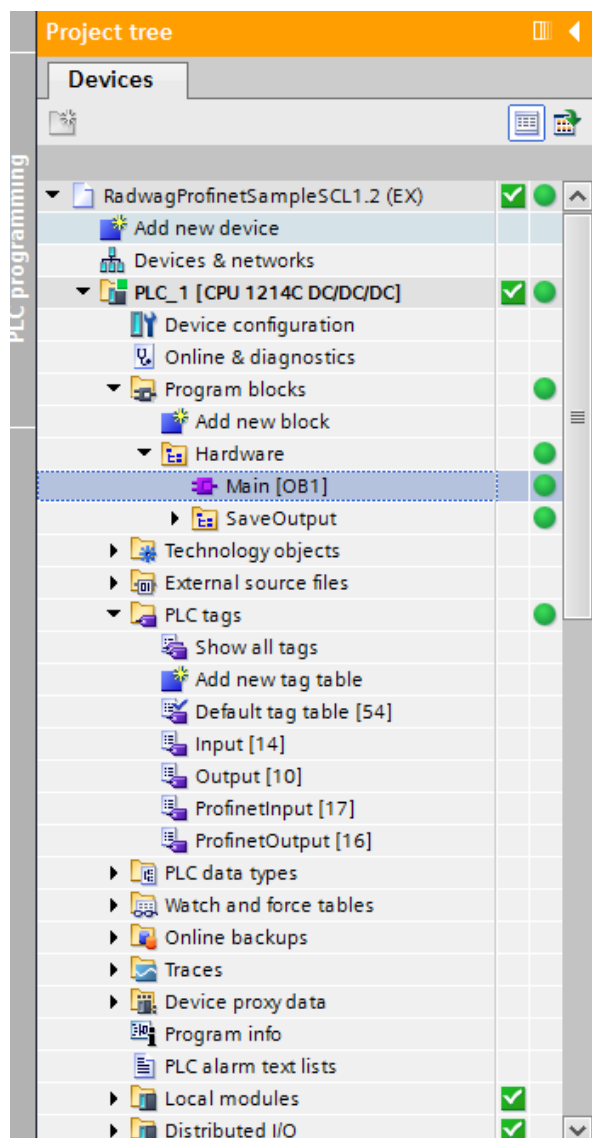 Project tree
Devices
PLC programming
RadwagProfinetSampleSCL1.2 (EX)
Add new device
Devices & networks
PLC_1 [CPU 1214C DC/DC/DC]
Device configuration
Online & diagnostics
Program blocks
Add new block
Hardware
Main [OB1]
SaveOutput
Technology objects
External source files
PLC tags
Show all tags
Add new tag table
Default tag table [54]
Input [14]
Output [10]
ProfinetInput [17]
ProfinetOutput [16]
PLC data types
Watch and force tables
Online backups
Traces
Device proxy data
Program info
PLC alarm text lists
Local modules
Distributed I/O